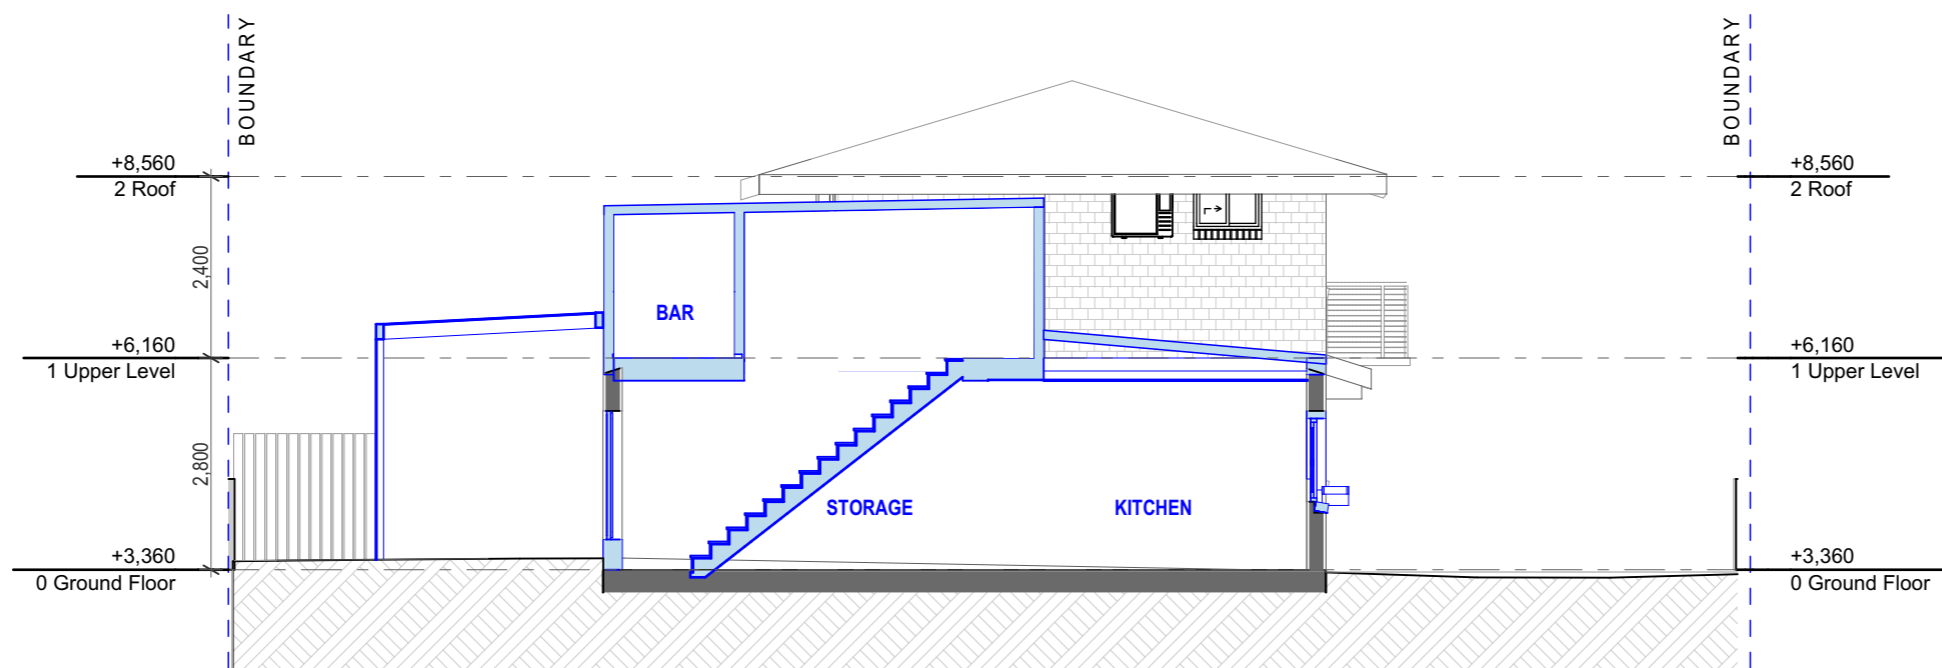 BOUNDARY
BOUNDARY
+8,560
2 Roof
+8,560
2 Roof
2,400
BAR
+6,160
1 Upper Level
+6,160
1 Upper Level
2,800
STORAGE
KITCHEN
+3,360
0 Ground Floor
+3,360
0 Ground Floor